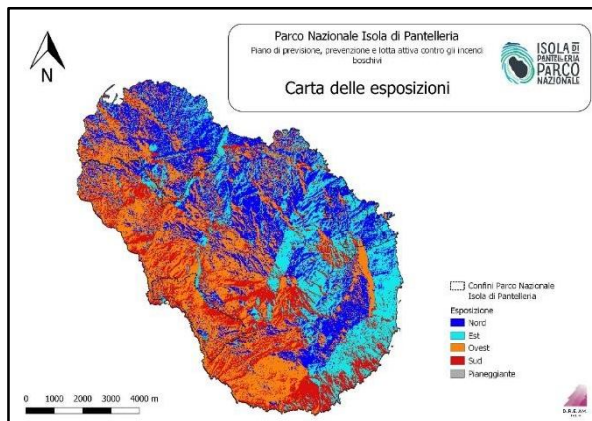 Parco Nazionale Isola di Pantelleria
Piano di previsione, prevenzione e lotta attiva contro gli incenci
boschivi
Carta delle esposizioni
ISOLA DI
PANTELLERIA
PARCO
NAZIONALE
N
Confini Parco Nazionale
Isola di Pantelleria
Esposizione
Nord
Est
Ovest
Sud
Pianeggiante
0 1000 2000 3000 4000 m
D.R.E.AM.